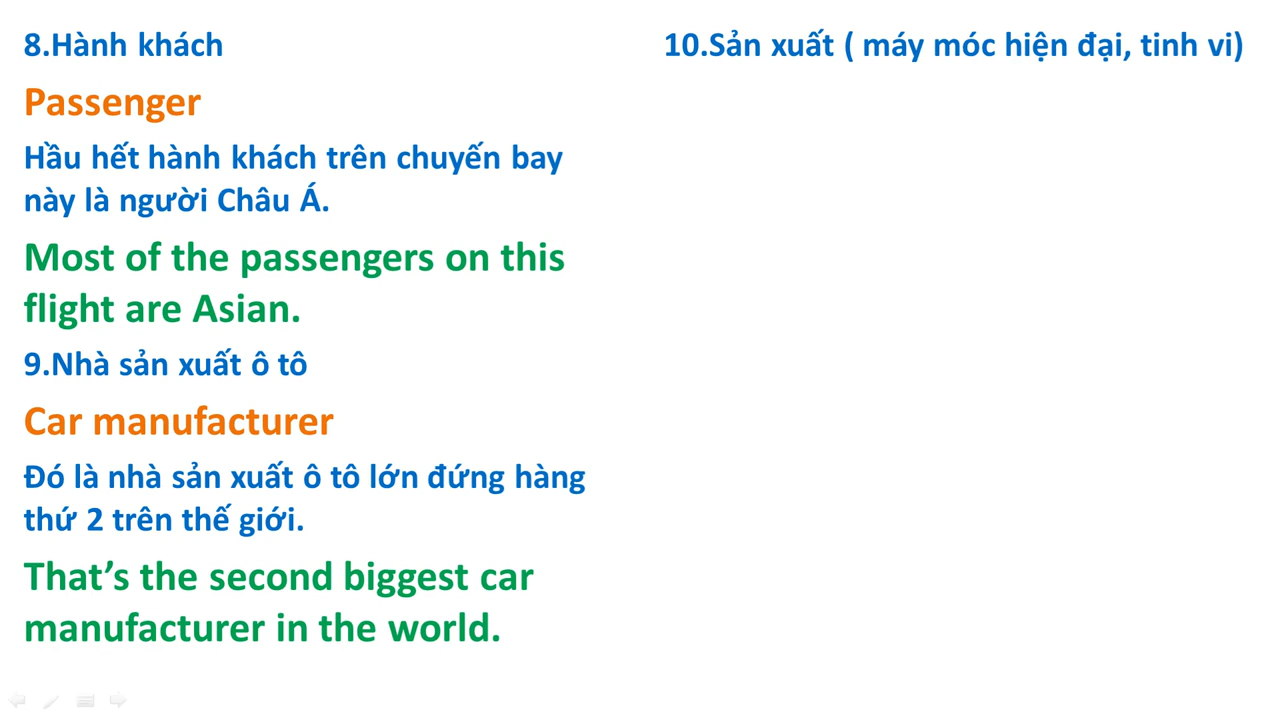 8.Hành khách
Passenger
Hầu hết hành khách trên chuyến bay
này là người Châu Á.
Most of the passengers on this
flight are Asian.
9.Nhà sản xuất ô tô
Car manufacturer
Đó là nhà sản xuất ô tô lớn đứng hàng
thứ 2 trên thế giới.
That’s the second biggest car
manufacturer in the world.
10.Sản xuất ( máy móc hiện đại, tinh vi)